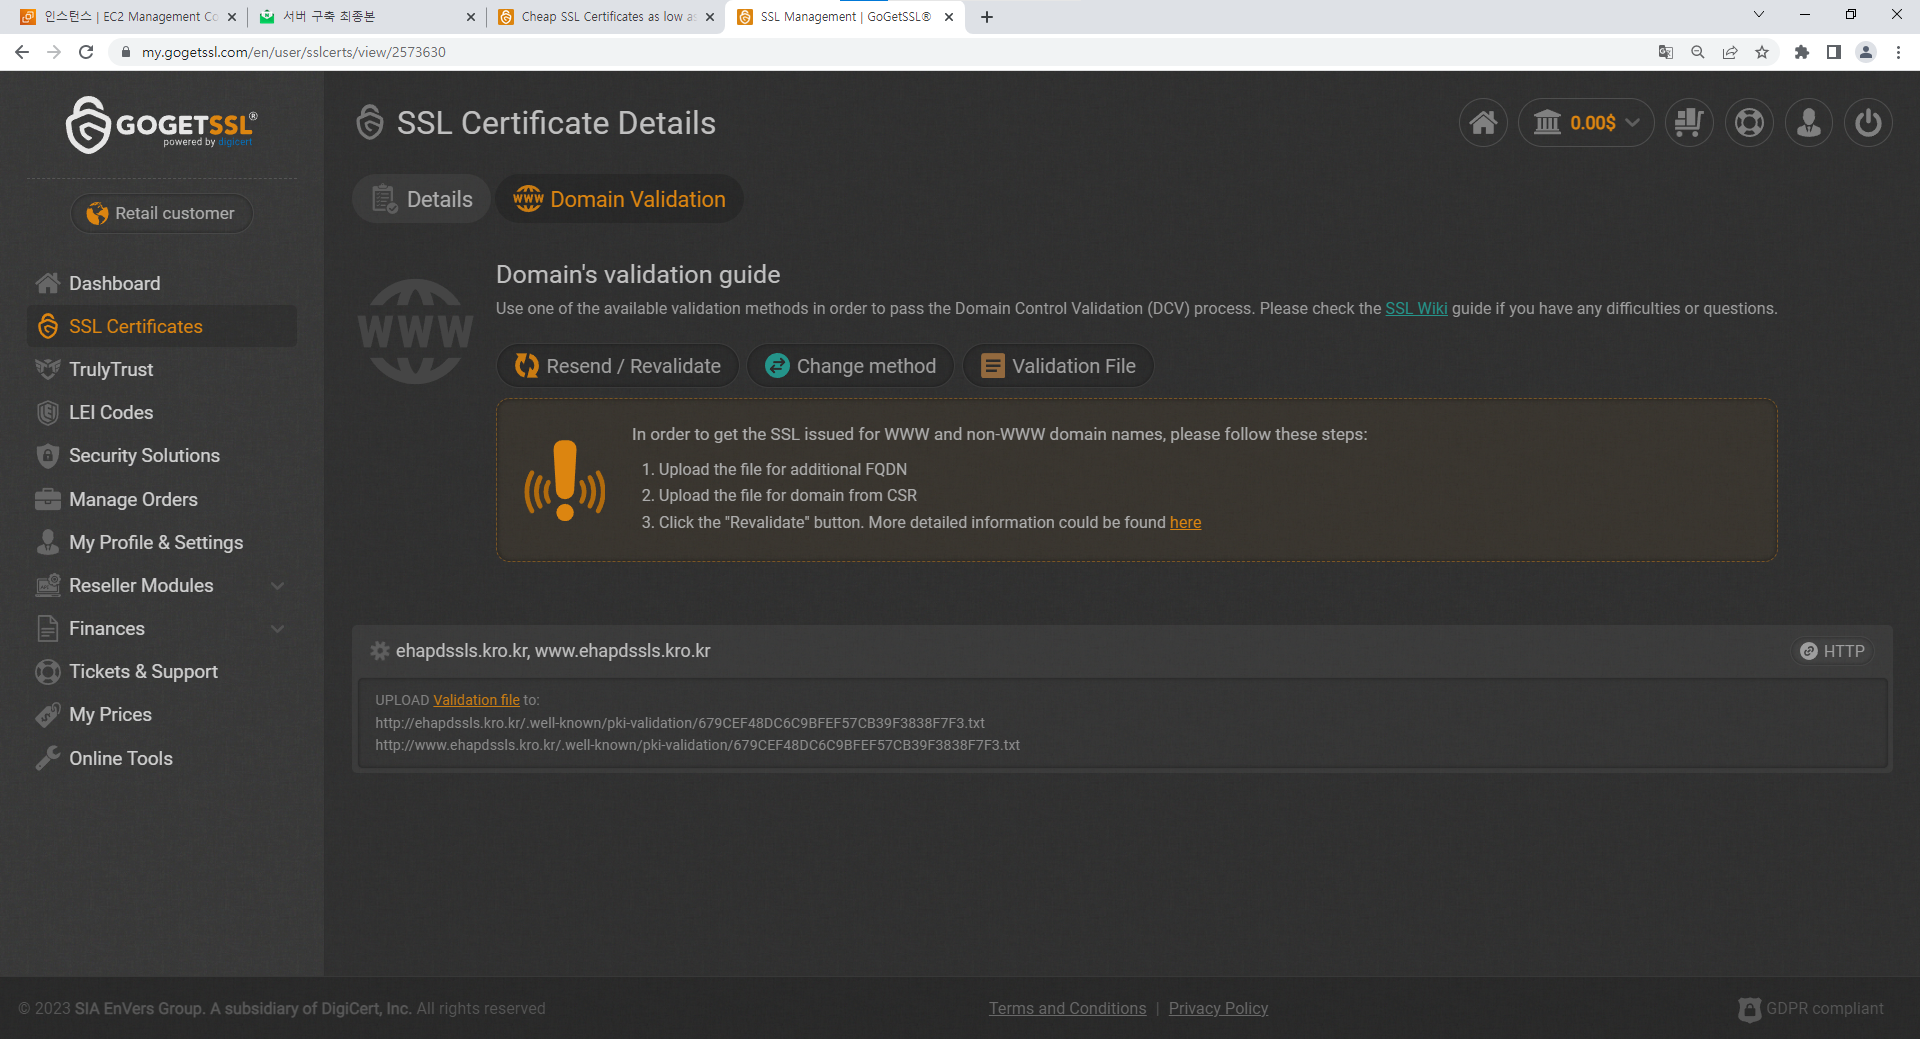 인스턴스 | EC2 Management Co
서버 구축 최종본
Cheap SSL Certificates as low as
SSL Management | GoGetSSL®
my.gogetssl.com/en/user/sslcerts/view/2573630
GOGETSSL®
powered by digicert
SSL Certificate Details
0.00$
Retail customer
Details
Domain Validation
Dashboard
SSL Certificates
TrulyTrust
LEI Codes
Security Solutions
Manage Orders
My Profile & Settings
Reseller Modules
Finances
Tickets & Support
My Prices
Online Tools
WWW
Domain's validation guide
Use one of the available validation methods in order to pass the Domain Control Validation (DCV) process. Please check the SSL Wiki guide if you have any difficulties or questions.
Resend / Revalidate
Change method
Validation File
In order to get the SSL issued for WWW and non-WWW domain names, please follow these steps:
1. Upload the file for additional FQDN
2. Upload the file for domain from CSR
3. Click the "Revalidate" button. More detailed information could be found here
ehapdssls.kro.kr, www.ehapdssls.kro.kr
HTTP
UPLOAD Validation file to:
http://ehapdssls.kro.kr/.well-known/pki-validation/679CEF48DC6C9BFEF57CB39F3838F7F3.txt
http://www.ehapdssls.kro.kr/.well-known/pki-validation/679CEF48DC6C9BFEF57CB39F3838F7F3.txt
© 2023 SIA EnVers Group. A subsidiary of DigiCert, Inc. All rights reserved
Terms and Conditions | Privacy Policy
GDPR compliant